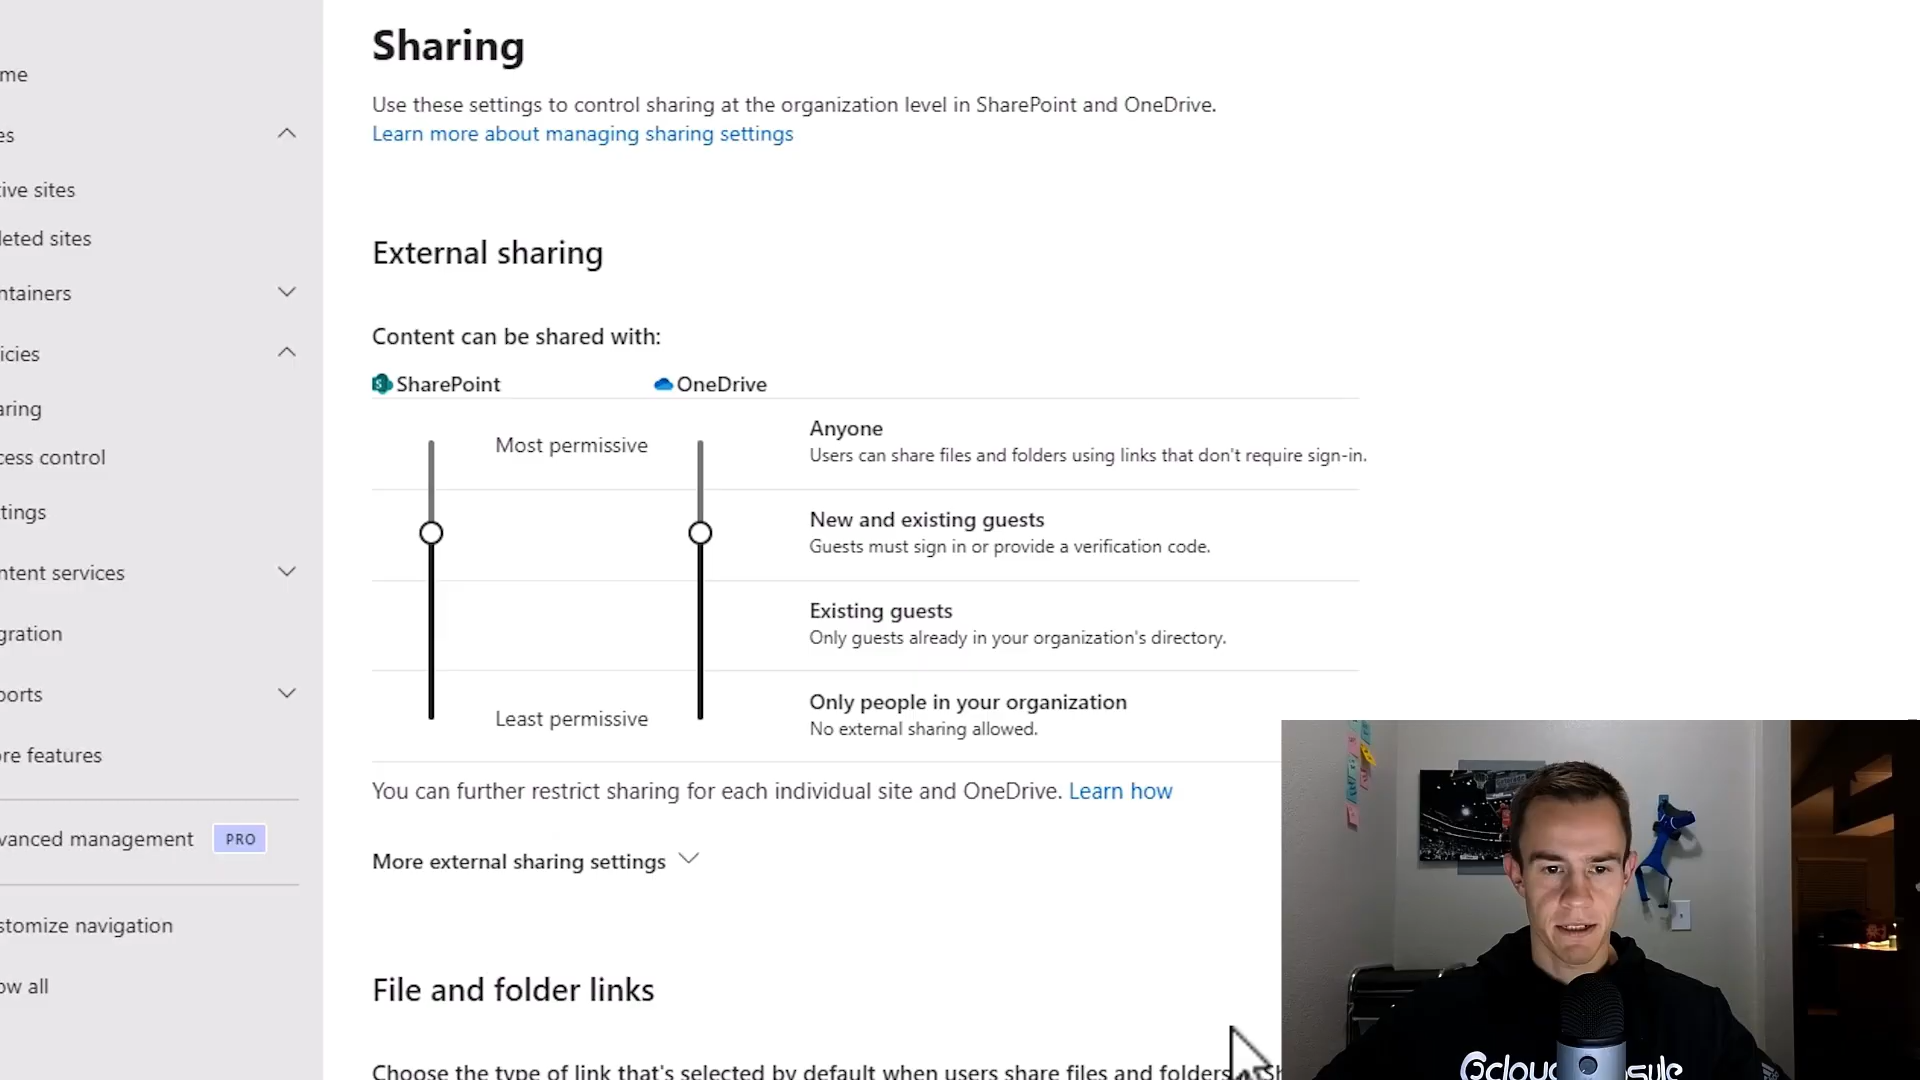 Sharing
Use these settings to control sharing at the organization level in SharePoint and OneDrive.
Learn more about managing sharing settings
External sharing
Content can be shared with:
SharePoint OneDrive
Most permissive
Anyone
Users can share files and folders using links that don't require sign-in.
New and existing guests
Guests must sign in or provide a verification code.
Existing guests
Only guests already in your organization's directory.
Least permissive
Only people in your organization
No external sharing allowed.
You can further restrict sharing for each individual site and OneDrive. Learn how
More external sharing settings
File and folder links
Choose the type of link that's selected by default when users share files and folders
me
es
tive sites
leted sites
ntainers
icies
aring
cess control
tings
ntent services
gration
ports
re features
vanced management PRO
stomize navigation
ow all